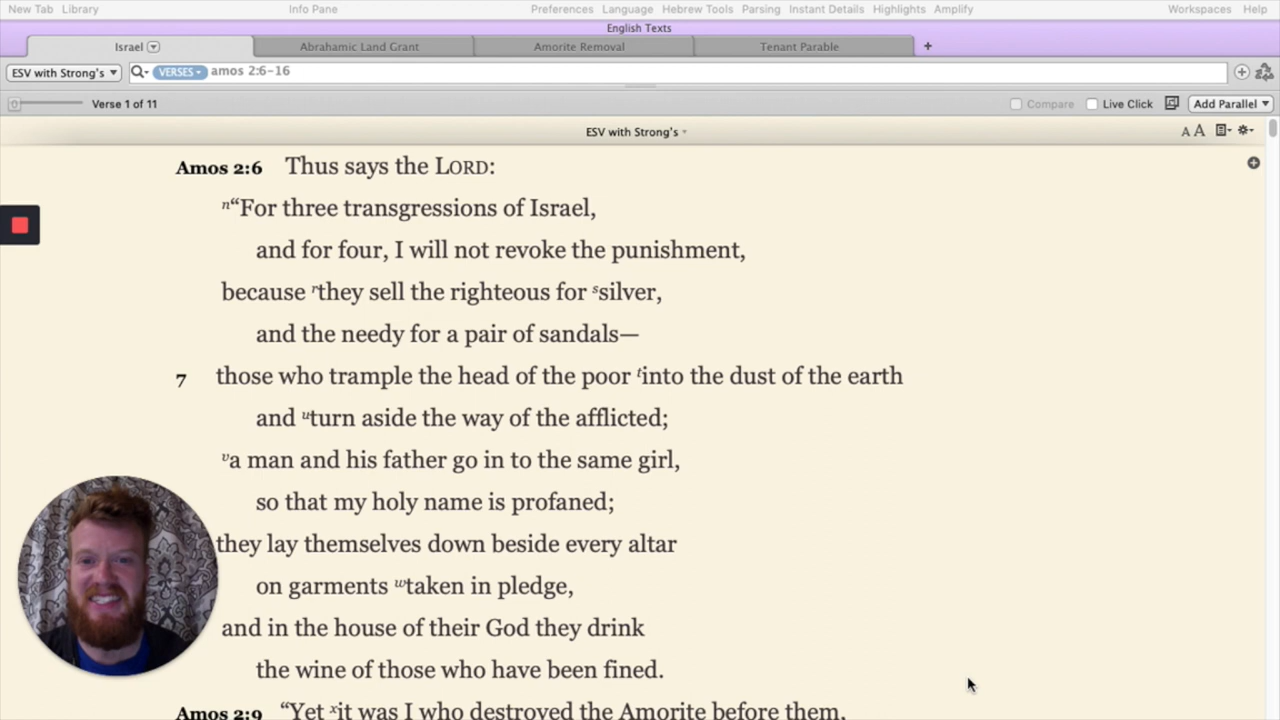 New Tab Library Info Pane Preferences Language Hebrew Tools Parsing Instant Details Highlights Amplify Workspaces Help
English Texts
Israel Abrahamic Land Grant Amorite Removal Tenant Parable +
ESV with Strong's VERSES amos 2:6-16
Verse 1 of 11 Compare Live Click Add Parallel
ESV with Strong's A A
Amos 2:6 Thus says the LORD:
n“For three transgressions of Israel,
and for four, I will not revoke the punishment,
because rthey sell the righteous for ssilver,
and the needy for a pair of sandals—
7 those who trample the head of the poor tinto the dust of the earth
and uturn aside the way of the afflicted;
va man and his father go in to the same girl,
so that my holy name is profaned;
they lay themselves down beside every altar
on garments wtaken in pledge,
and in the house of their God they drink
the wine of those who have been fined.
Amos 2:9 “Yet xit was I who destroyed the Amorite before them,